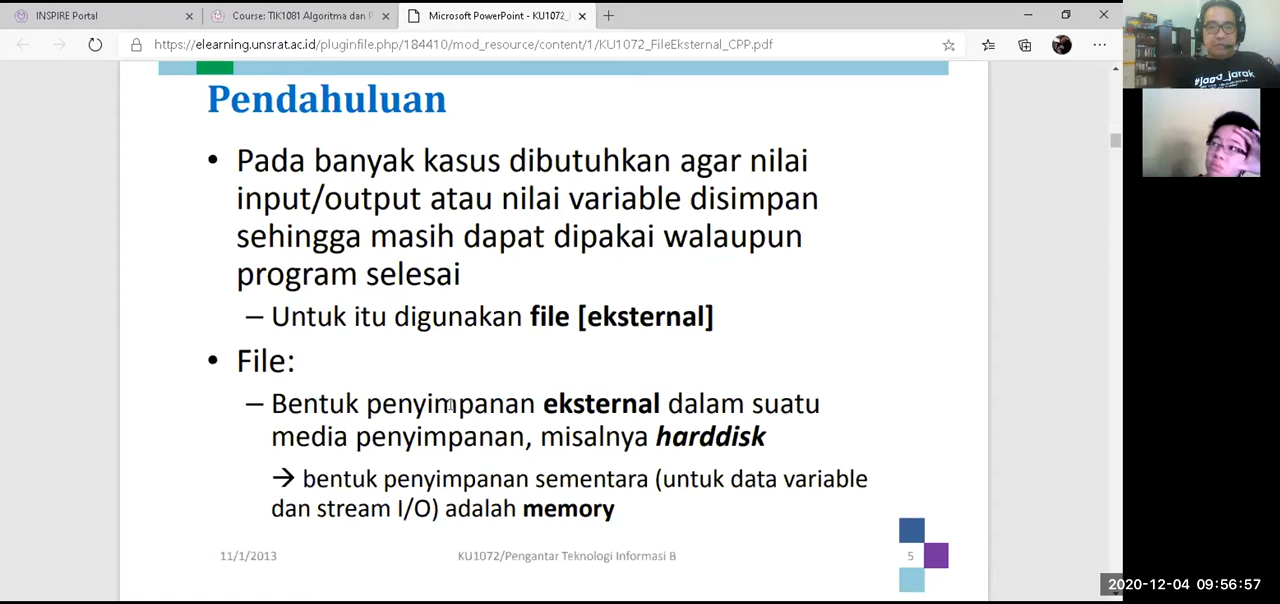 INSPIRE Portal
Course: TIK1081 Algoritma dan P
Microsoft PowerPoint - KU1072_
https://elearning.unsrat.ac.id/pluginfile.php/184410/mod_resource/content/1/KU1072_FileEksternal_CPP.pdf
#jaga_jarak
Pendahuluan
• Pada banyak kasus dibutuhkan agar nilai
input/output atau nilai variable disimpan
sehingga masih dapat dipakai walaupun
program selesai
– Untuk itu digunakan file [eksternal]
• File:
– Bentuk penyimpanan eksternal dalam suatu
media penyimpanan, misalnya harddisk
→ bentuk penyimpanan sementara (untuk data variable
dan stream I/O) adalah memory
11/1/2013
KU1072/Pengantar Teknologi Informasi B
5
2020-12-04 09:56:57